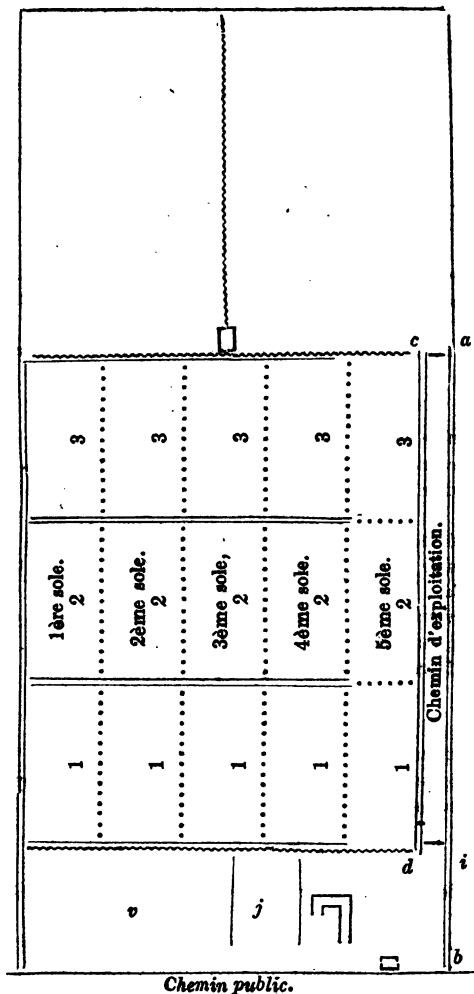 c a
3 3 3 3 3
1ère sole.
2
2ème sole.
2
3ème sole,
2
4ème sole.
2
5ème sole.
2
Chemin d'exploitation.
1 1 1 1 1
d i
v j
b
Chemin public.